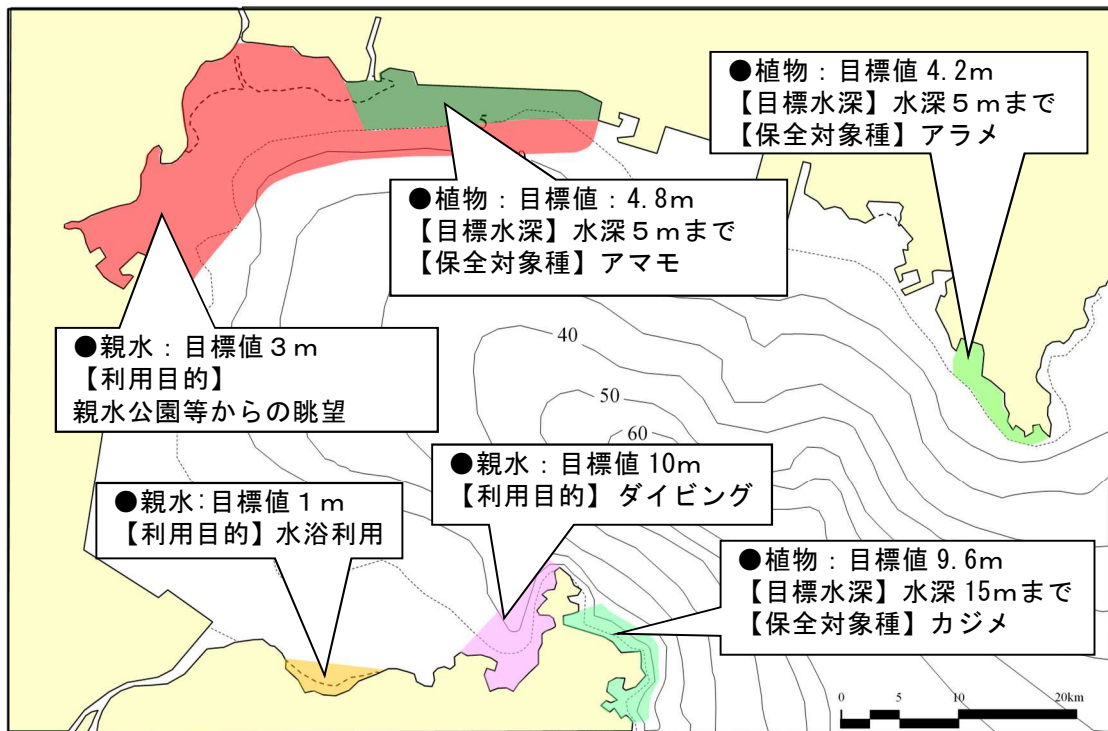 ●植物：目標値 4.2m
【目標水深】水深５ｍまで
【保全対象種】アラメ
5
●植物：目標値：4.8m
【目標水深】水深５ｍまで
【保全対象種】アマモ
●親水：目標値３ｍ
【利用目的】
親水公園等からの眺望
40
50
60
●親水：目標値 10ｍ
【利用目的】ダイビング
●親水：目標値１ｍ
【利用目的】水浴利用
●植物：目標値 9.6m
【目標水深】水深 15ｍまで
【保全対象種】カジメ
0 5 10 20km